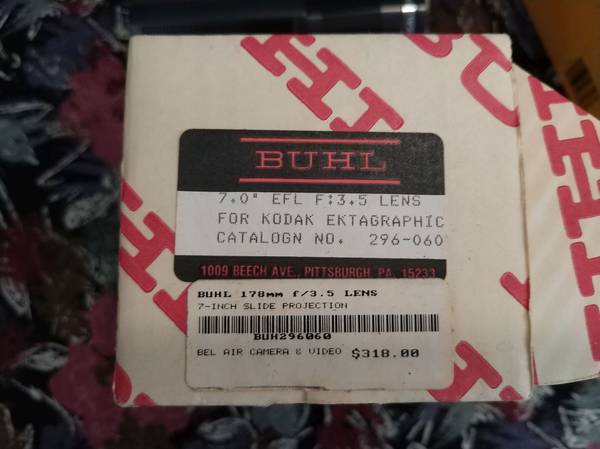 BUHL
7.0" EFL F:3.5 LENS
FOR KODAK EKTAGRAPHIC
CATALOGN NO. 296-060
1009 BEECH AVE., PITTSBURGH, PA. 15233
BUHL 178mm f/3.5 LENS
7-INCH SLIDE PROJECTION
BUH296060
BEL AIR CAMERA & VIDEO $318.00